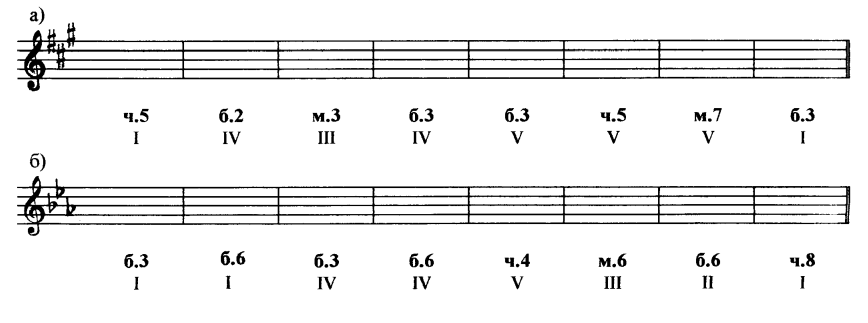 а)
ч.5 б.2 м.3 б.3 б.3 ч.5 м.7 б.3
I IV III IV V V V I
б)
б.3 б.6 б.3 б.6 ч.4 м.6 б.6 ч.8
I I IV IV V III II I